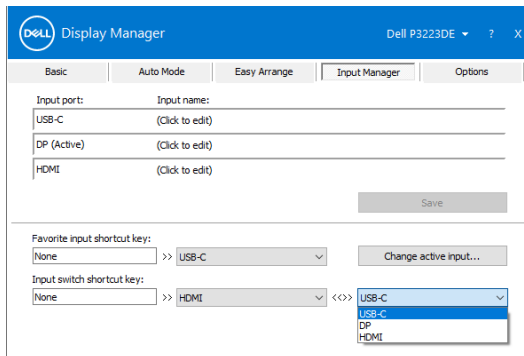 DELL Display Manager Dell P3223DE ? X
Basic Auto Mode Easy Arrange Input Manager Options
Input port: Input name:
USB-C (Click to edit)
DP (Active) (Click to edit)
HDMI (Click to edit)
Save
Favorite input shortcut key:
None >> USB-C Change active input...
Input switch shortcut key:
None >> HDMI <<>> USB-C
USB-C
DP
HDMI